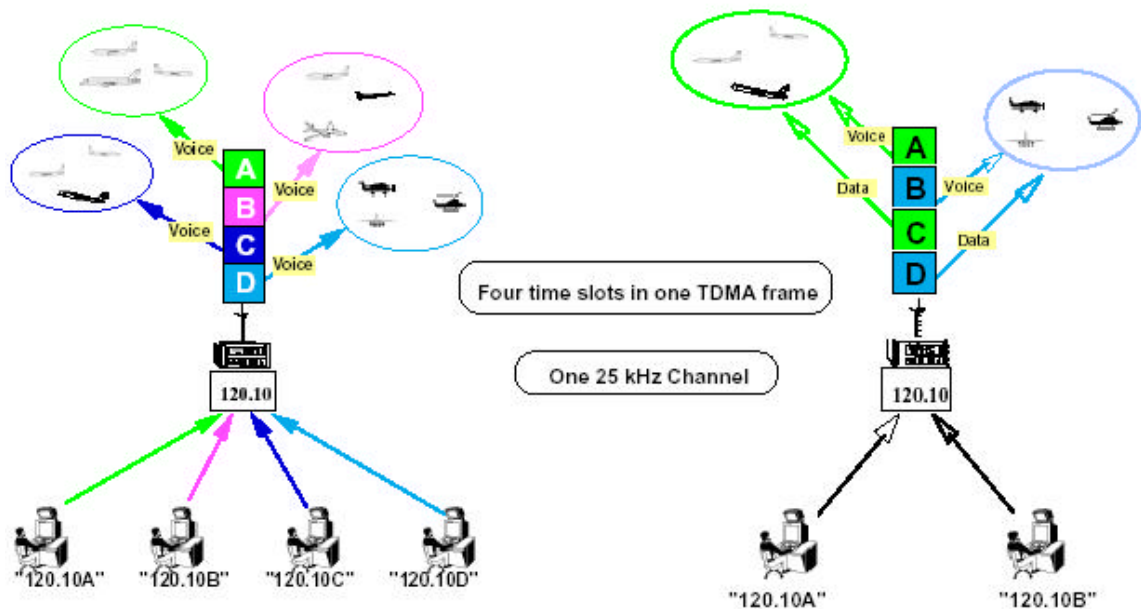 Voice
A
Voice
B
Voice
C
Voice
D
Voice
120.10
"120.10A"
"120.10B"
"120.10C"
"120.10D"
Four time slots in one TDMA frame
One 25 kHz Channel
Voice
A
B
Voice
Data
C
Data
D
120.10
"120.10A"
"120.10B"